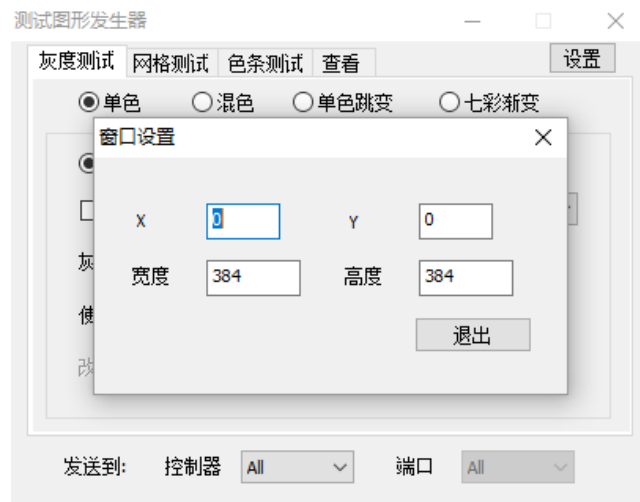 测试图形发生器
灰度测试 网格测试 色条测试 查看 设置
单色 混色 单色跳变 七彩渐变
窗口设置
X 0 Y 0
灰
宽度 384 高度 384
使
退出
改
发送到: 控制器 All 端口 All